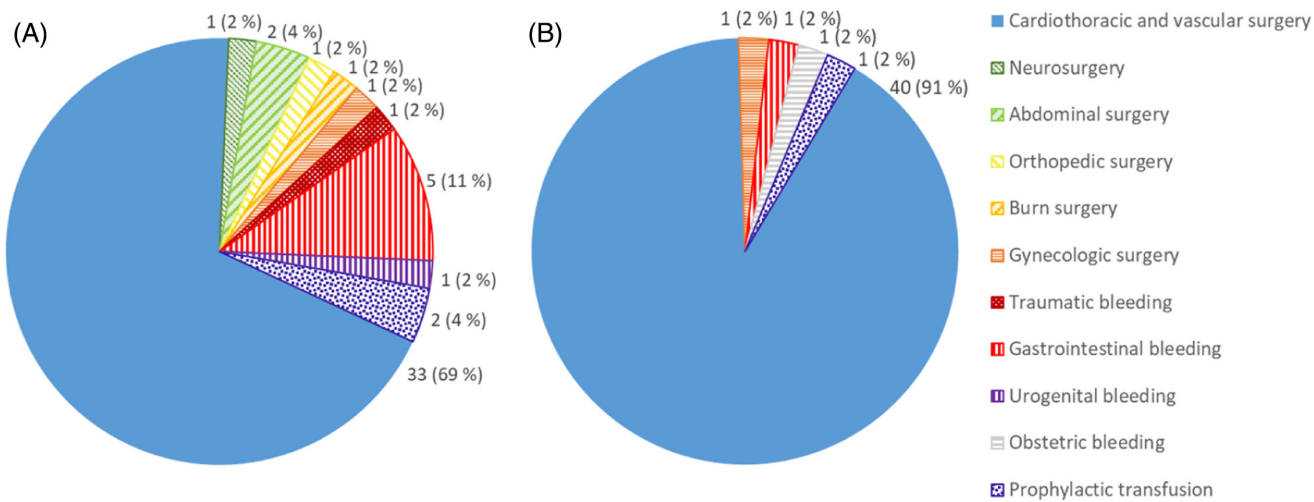 (A)
1 (2 %)
2 (4 %)
1 (2 %)
1 (2 %)
1 (2 %)
1 (2 %)
5 (11 %)
1 (2 %)
2 (4 %)
33 (69 %)
(B)
1 (2 %)
1 (2 %)
1 (2 %)
1 (2 %)
40 (91 %)
Cardiothoracic and vascular surgery
Neurosurgery
Abdominal surgery
Orthopedic surgery
Burn surgery
Gynecologic surgery
Traumatic bleeding
Gastrointestinal bleeding
Urogenital bleeding
Obstetric bleeding
Prophylactic transfusion